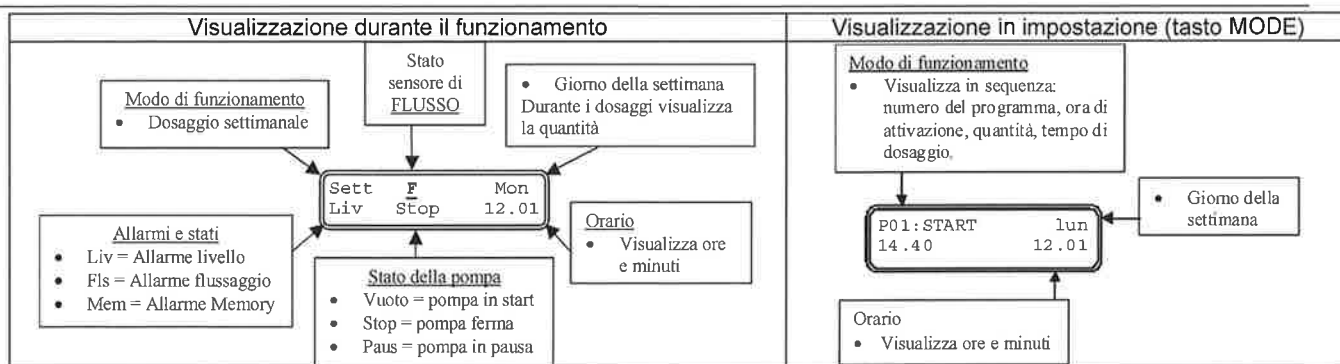 Visualizzazione durante il funzionamento
Visualizzazione in impostazione (tasto MODE)
Stato
sensore di
FLUSSO
Modo di funzionamento
• Dosaggio settimanale
• Giorno della settimana
Durante i dosaggi visualizza
la quantità
Sett F Mon
Liv Stop 12.01
Allarmi e stati
• Liv = Allarme livello
• Fls = Allarme flussaggio
• Mem = Allarme Memory
Stato della pompa
• Vuoto = pompa in start
• Stop = pompa ferma
• Paus = pompa in pausa
Orario
• Visualizza ore
e minuti
Modo di funzionamento
• Visualizza in sequenza:
numero del programma, ora di
attivazione, quantità, tempo di
dosaggio.
P01:START lun
14.40 12.01
• Giorno della
settimana
Orario
• Visualizza ore e minuti